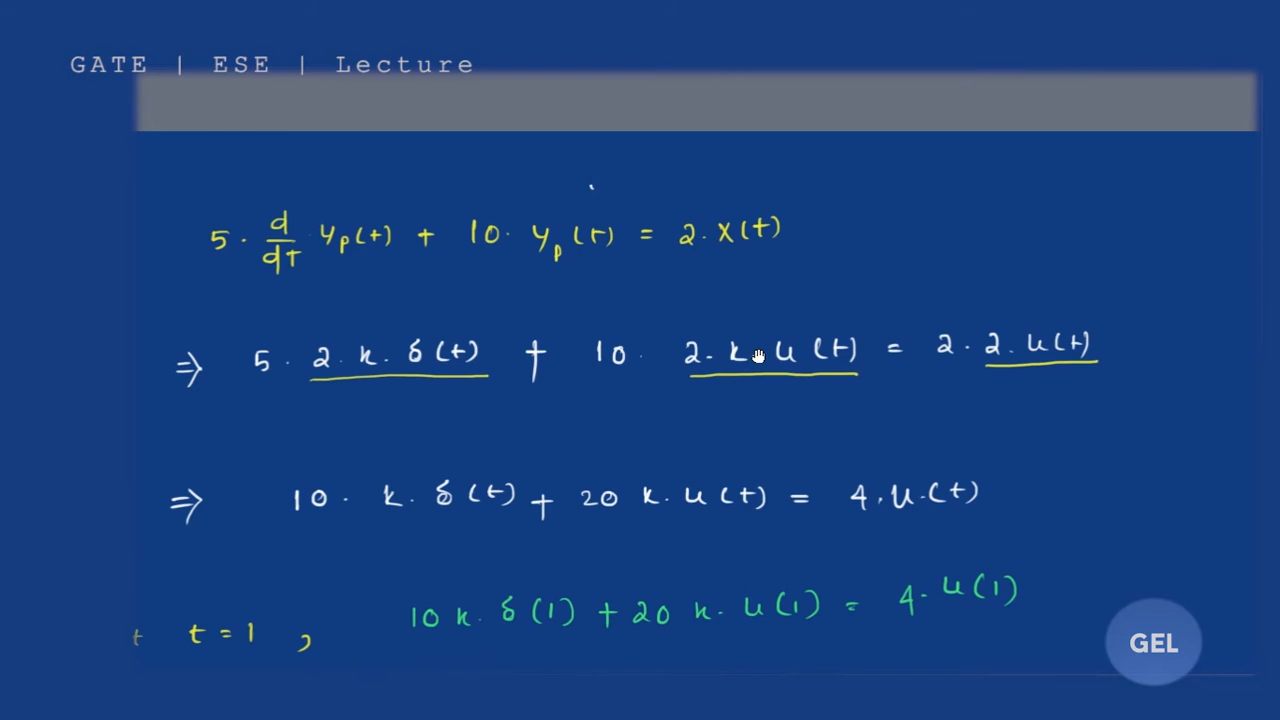 GATE | ESE | Lecture
5 · d/dt yp(t) + 10 · yp(t) = 2 · x(t)
⇒ 5 · 2 · k · δ(t) + 10 · 2 · k · u(t) = 2 · 2 · u(t)
⇒ 10 · k · δ(t) + 20 k · u(t) = 4 · u(t)
t t = 1 , 10 k · δ(1) + 20 k · u(1) = 4 · u(1)
GEL